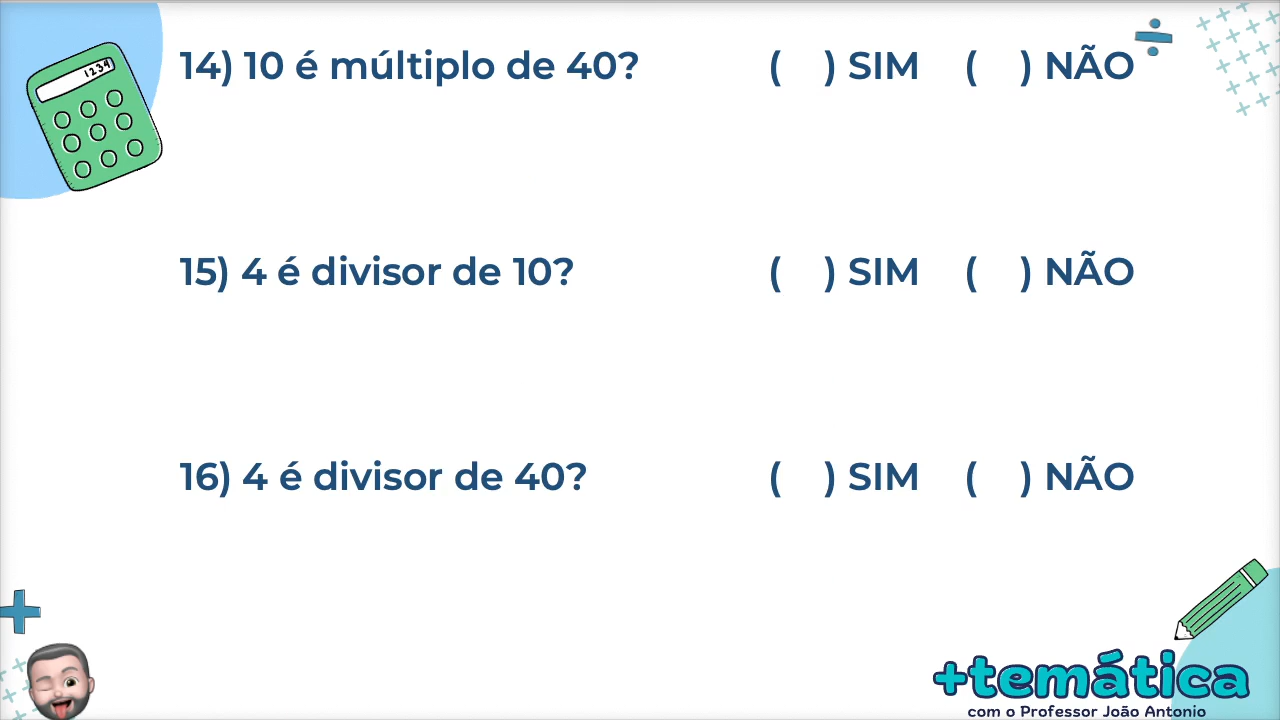 14) 10 é múltiplo de 40? ( ) SIM ( ) NÃO
1234
15) 4 é divisor de 10? ( ) SIM ( ) NÃO
16) 4 é divisor de 40? ( ) SIM ( ) NÃO
+temática
com o Professor João Antonio